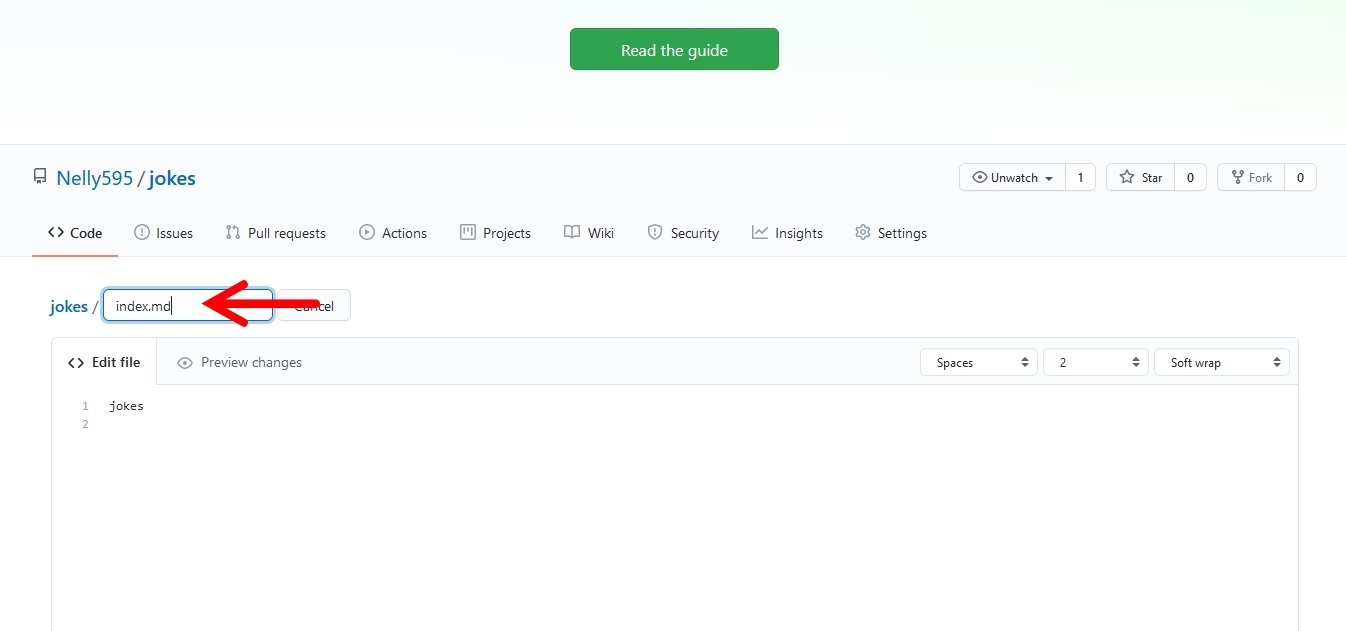 Read the guide
Nelly595 / jokes
Unwatch 1 Star 0 Fork 0
Code Issues Pull requests Actions Projects Wiki Security Insights Settings
jokes / index.md Cancel
Edit file Preview changes Spaces 2 Soft wrap
1 jokes
2